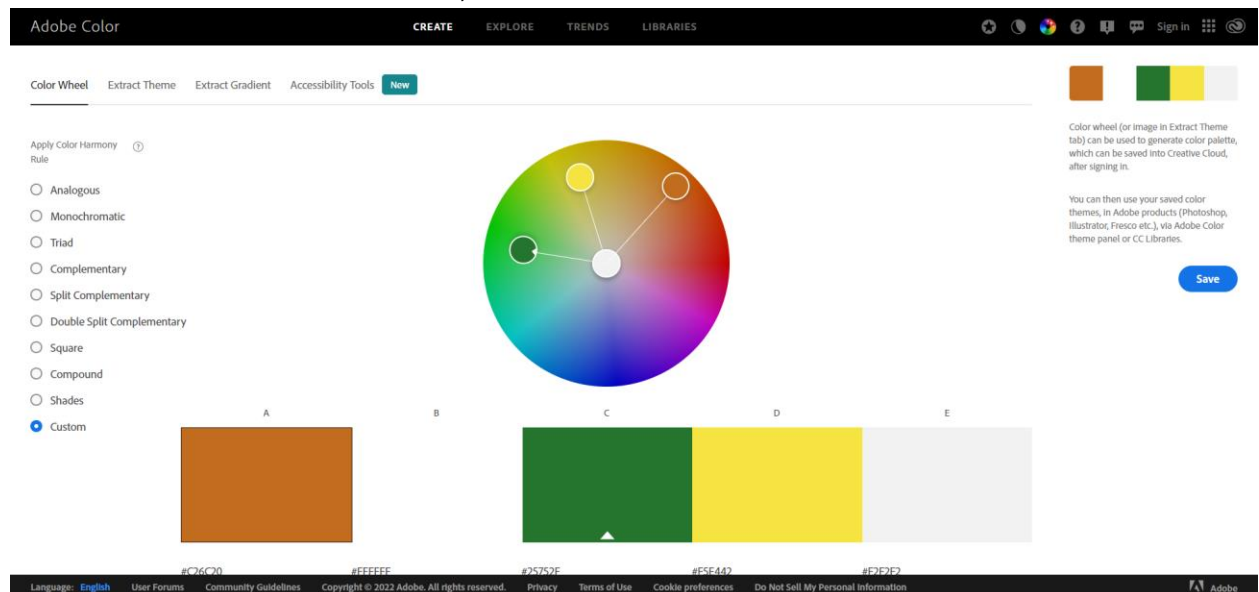 Adobe Color
CREATE EXPLORE TRENDS LIBRARIES
Sign in
Color Wheel Extract Theme Extract Gradient Accessibility Tools New
Apply Color Harmony
Rule
Analogous
Monochromatic
Triad
Complementary
Split Complementary
Double Split Complementary
Square
Compound
Shades
Custom
Color wheel (or image in Extract Theme
tab) can be used to generate color palette,
which can be saved into Creative Cloud,
after signing in.
You can then use your saved color
themes, in Adobe products (Photoshop,
Illustrator, Fresco etc.), via Adobe Color
theme panel or CC Libraries.
Save
A B C D E
#C26C20 #FFFFFF #25752F #F5E442 #F2F2F2
Language: English User Forums Community Guidelines Copyright © 2022 Adobe. All rights reserved. Privacy Terms of Use Cookie preferences Do Not Sell My Personal Information Adobe